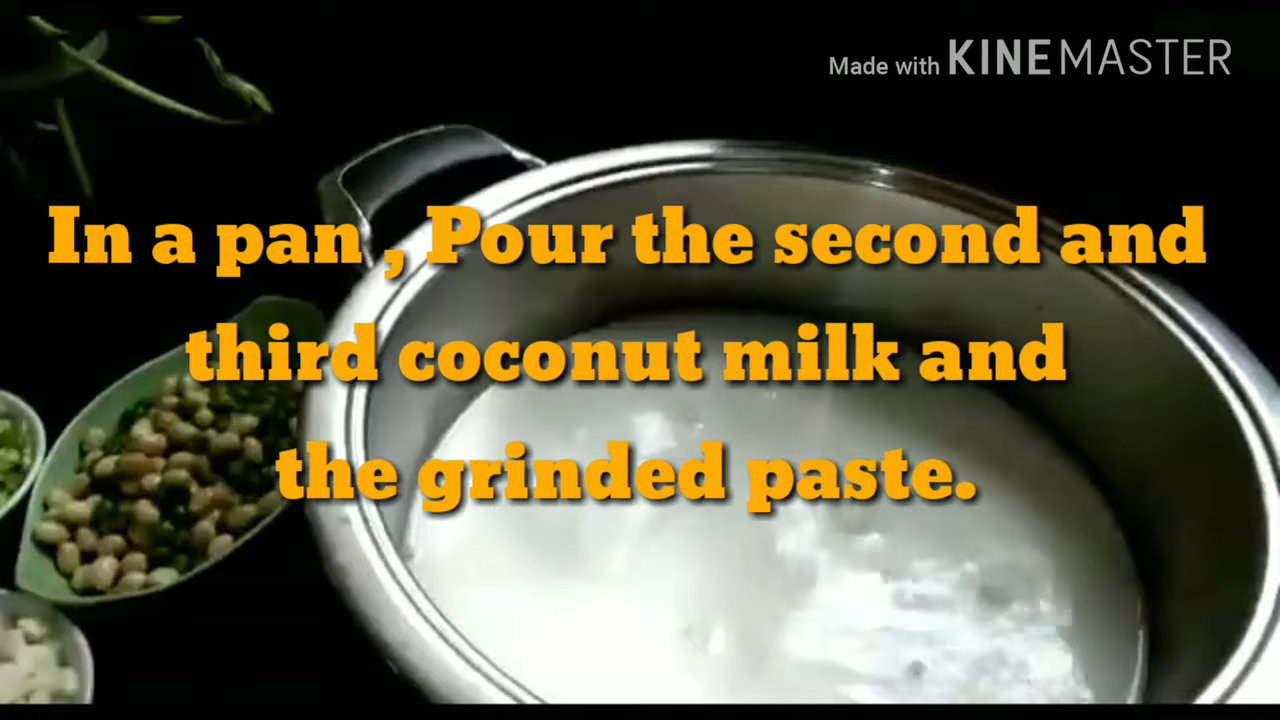 Made with KINEMASTER
In a pan , Pour the second and
third coconut milk and
the grinded paste.